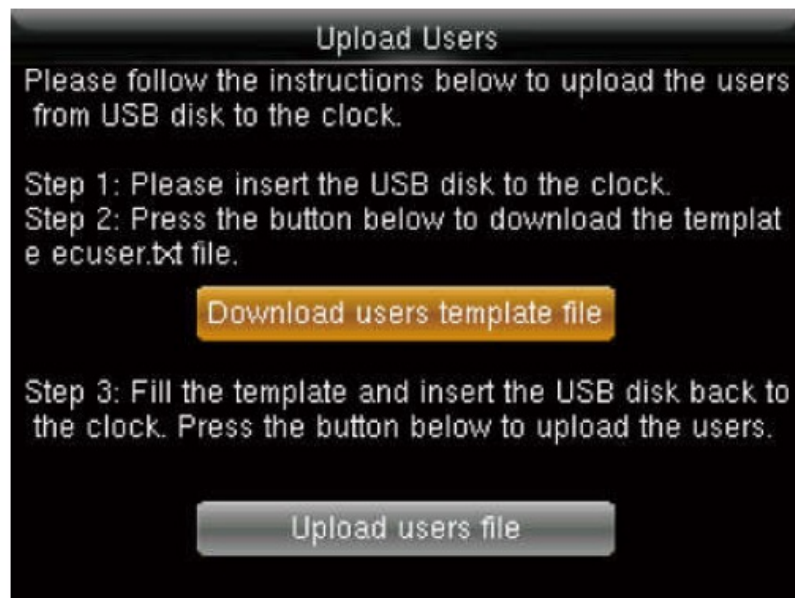 Upload Users
Please follow the instructions below to upload the users
from USB disk to the clock.
Step 1: Please insert the USB disk to the clock.
Step 2: Press the button below to download the templat
e ecuser.txt file.
Download users template file
Step 3: Fill the template and insert the USB disk back to
the clock. Press the button below to upload the users.
Upload users file